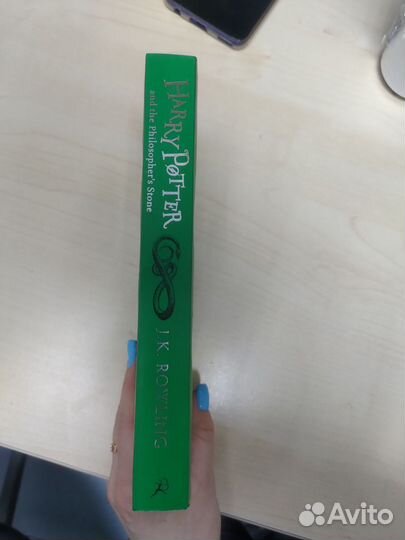 HARRY POTTER
and the Philosopher's Stone
J.K. ROWLING
Avito